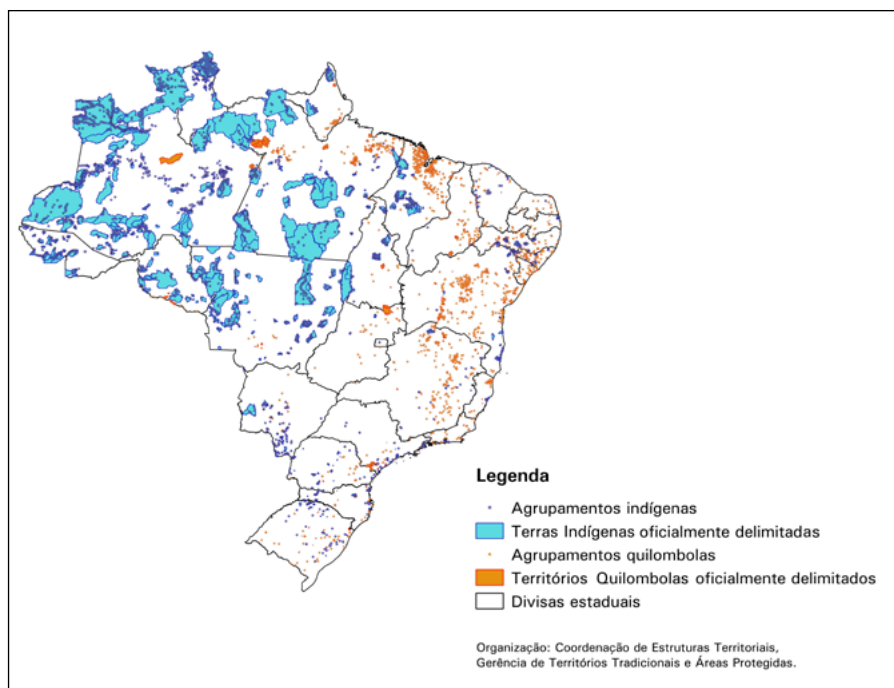 Legenda
Agrupamentos indígenas
Terras Indígenas oficialmente delimitadas
Agrupamentos quilombolas
Territórios Quilombolas oficialmente delimitados
Divisas estaduais
Organização: Coordenação de Estruturas Territoriais,
Gerência de Territórios Tradicionais e Áreas Protegidas.